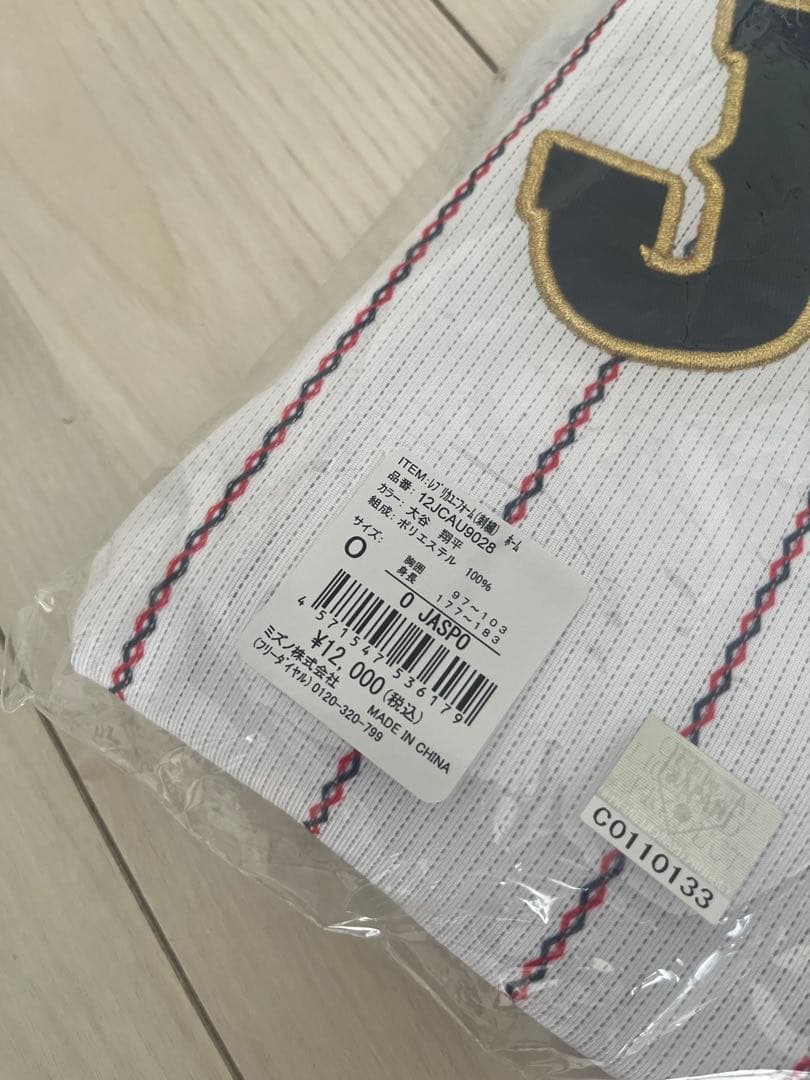 J
ITEM:ﾚﾌﾟﾘｶﾕﾆﾌｫｰﾑ(刺繍) ﾎｰﾑ
品番: 12JCAU9028
カラー: 大谷 翔平
組成: ポリエステル 100%
サイズ:
O
胸囲 97～103
身長 177～183
O JASPO
4 571547 536179
¥12,000(税込)
ミズノ株式会社
(フリーダイヤル)0120-320-799
MADE IN CHINA
C0110133